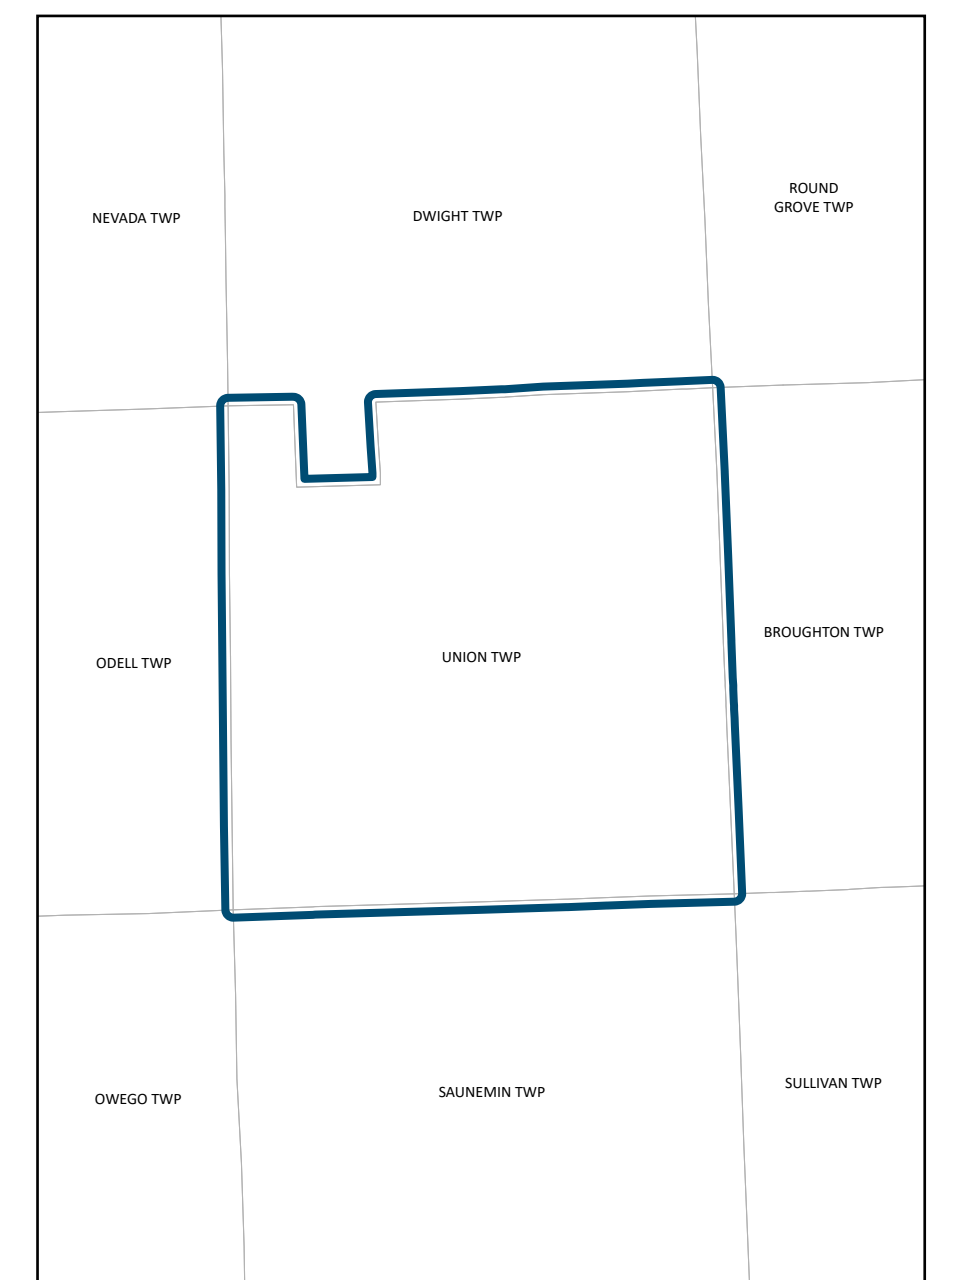 NEVADA TWP
DWIGHT TWP
ROUND
GROVE TWP
ODELL TWP
UNION TWP
BROUGHTON TWP
OWEGO TWP
SAUNEMIN TWP
SULLIVAN TWP